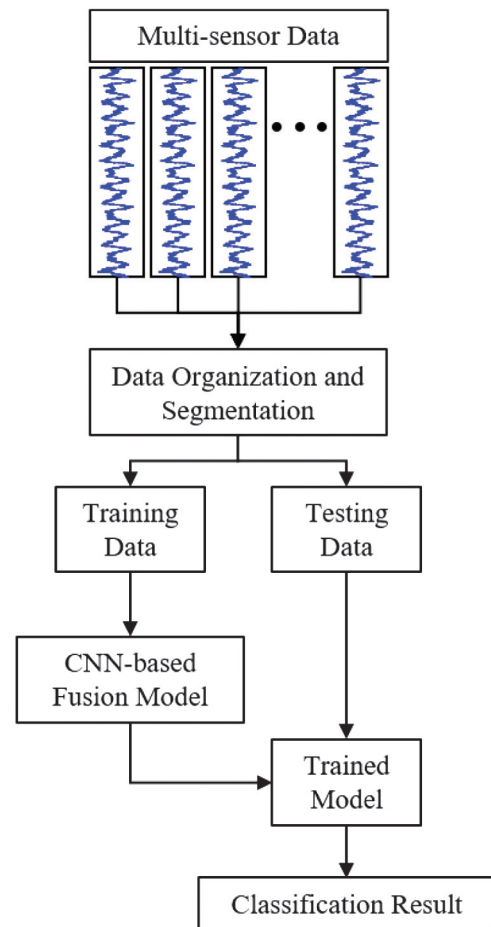 Multi-sensor Data
Data Organization and
Segmentation
Training
Data
Testing
Data
CNN-based
Fusion Model
Trained
Model
Classification Result